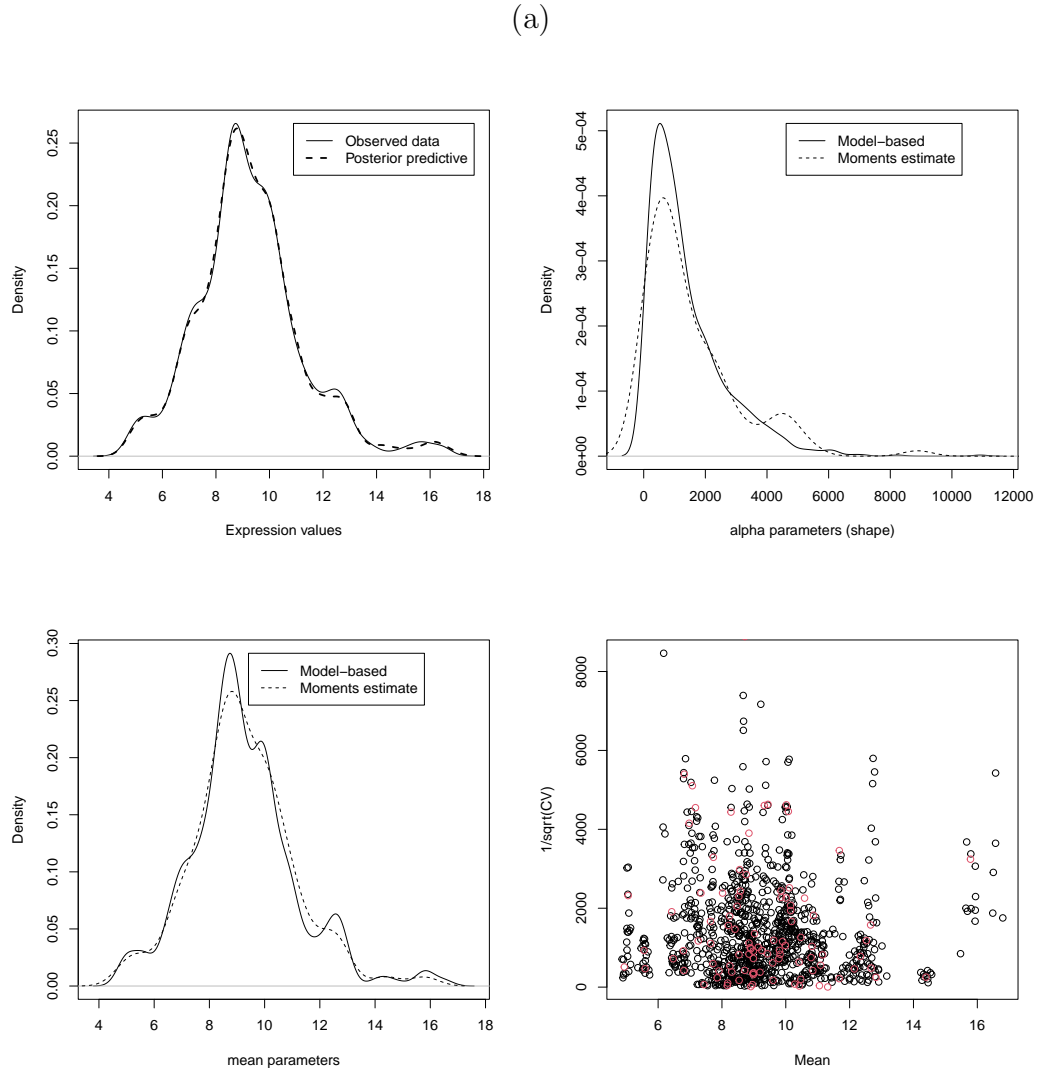 (a)
0.00 0.05 0.10 0.15 0.20 0.25
Density
Observed data
Posterior predictive
4 6 8 10 12 14 16 18
Expression values
0e+00 1e−04 2e−04 3e−04 4e−04 5e−04
Density
Model−based
Moments estimate
0 2000 4000 6000 8000 10000 12000
alpha parameters (shape)
0.00 0.05 0.10 0.15 0.20 0.25 0.30
Density
Model−based
Moments estimate
4 6 8 10 12 14 16 18
mean parameters
0 2000 4000 6000 8000
1/sqrt(CV)
6 8 10 12 14 16
Mean